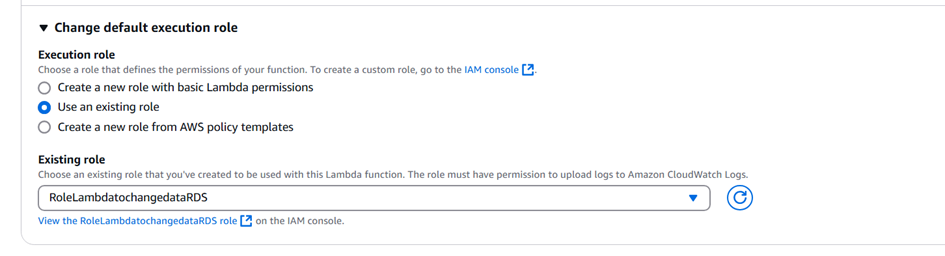 Change default execution role
Execution role
Choose a role that defines the permissions of your function. To create a custom role, go to the IAM console.
Create a new role with basic Lambda permissions
Use an existing role
Create a new role from AWS policy templates
Existing role
Choose an existing role that you've created to be used with this Lambda function. The role must have permission to upload logs to Amazon CloudWatch Logs.
RoleLambdatochangedataRDS
View the RoleLambdatochangedataRDS role on the IAM console.